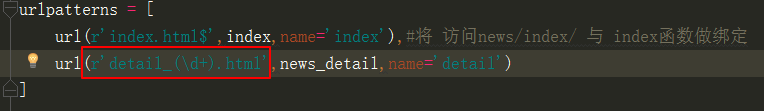 urlpatterns = [
url(r'index.html$',index,name='index'),#将 访问news/index/ 与 index函数做绑定
url(r'detail_(\d+).html',news_detail,name='detail')
]